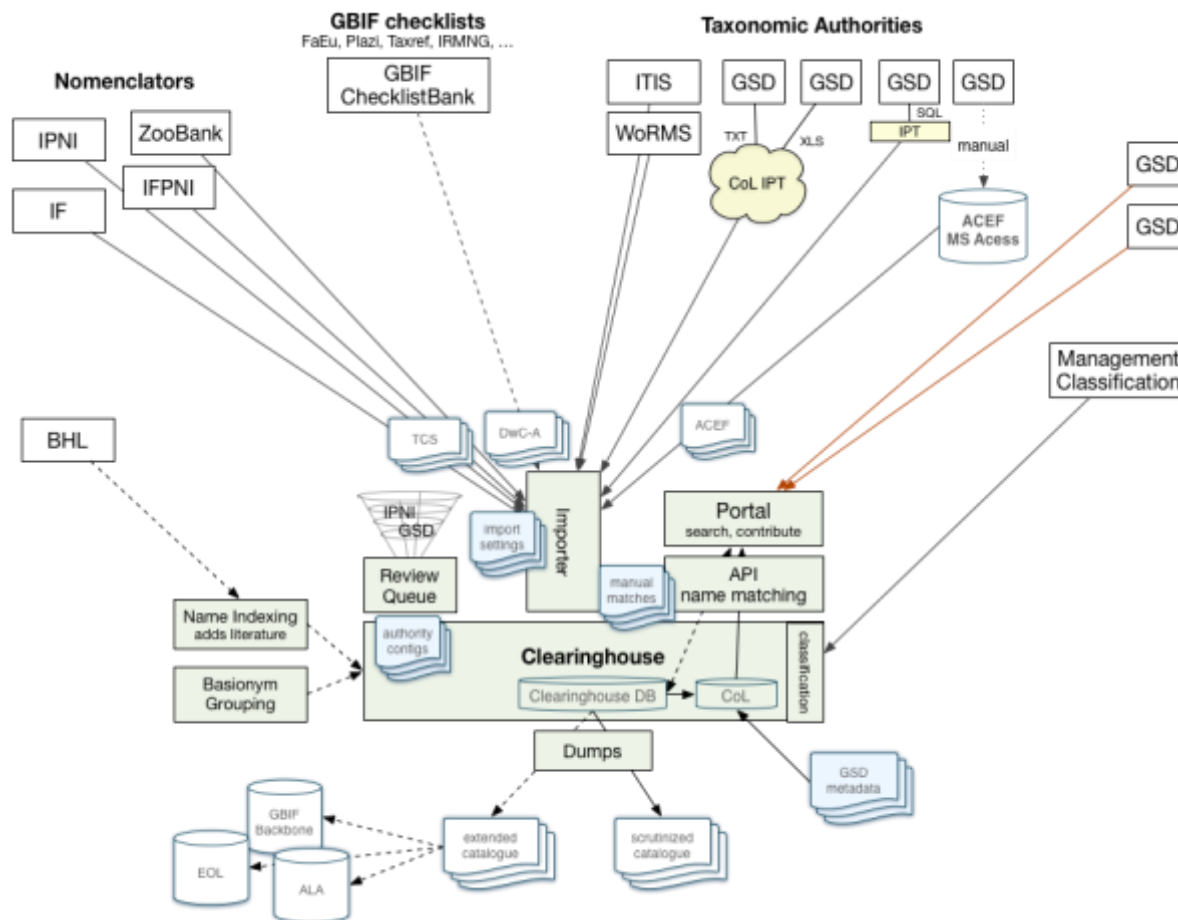 GBIF checklists
FaEu, Plazi, Taxref, IRMNG, ...
GBIF
ChecklistBank
Taxonomic Authorities
Nomenclators
IPNI
ZooBank
IFPNI
IF
ITIS
WoRMS
GSD
GSD
GSD
GSD
TXT
XLS
SQL
IPT
manual
CoL IPT
ACEF
MS Acess
GSD
GSD
Management
Classification
BHL
TCS
DwC-A
ACEF
IPNI
GSD
import
settings
Importer
Portal
search, contribute
Review
Queue
manual
matches
API
name matching
Name Indexing
adds literature
authority
configs
Clearinghouse
classification
Basionym
Grouping
Clearinghouse DB
CoL
Dumps
GSD
metadata
GBIF
Backbone
EOL
ALA
extended
catalogue
scrutinized
catalogue